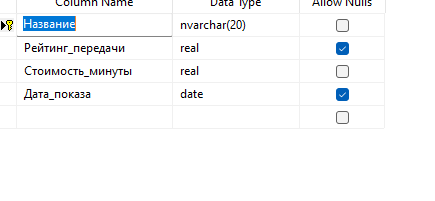 Column Name Data Type Allow Nulls
Название nvarchar(20)
Рейтинг_передачи real
Стоимость_минуты real
Дата_показа date